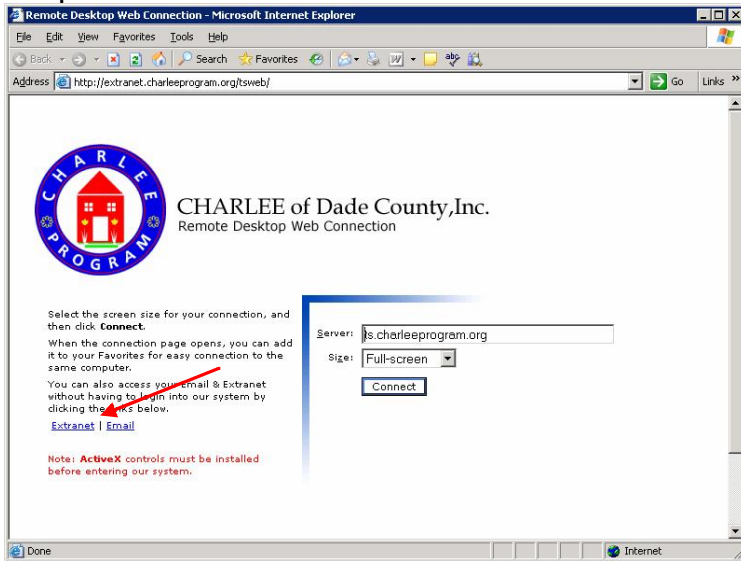 Remote Desktop Web Connection - Microsoft Internet Explorer
File Edit View Favorites Tools Help
Back Search Favorites
Address http://extranet.charleeprogram.org/tsweb/ Go Links »
CHARLEE PROGRAM
CHARLEE of Dade County,Inc.
Remote Desktop Web Connection
Select the screen size for your connection, and
then click Connect.
When the connection page opens, you can add
it to your Favorites for easy connection to the
same computer.
You can also access your Email & Extranet
without having to login into our system by
clicking the links below.
Extranet | Email
Note: ActiveX controls must be installed
before entering our system.
Server: ts.charleeprogram.org
Size: Full-screen
Connect
Done Internet